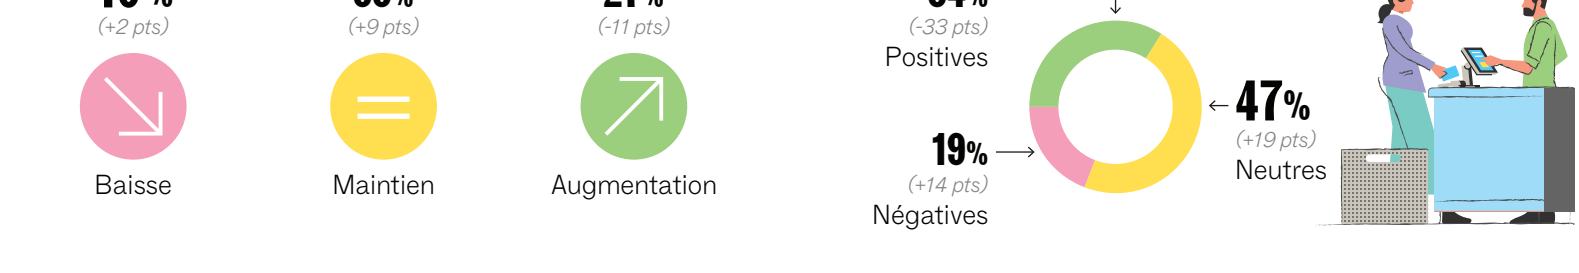 (+2 pts)
(+9 pts)
(-11 pts)
Baisse
Maintien
Augmentation
(-33 pts)
Positives
47%
(+19 pts)
Neutres
19%
(+14 pts)
Négatives